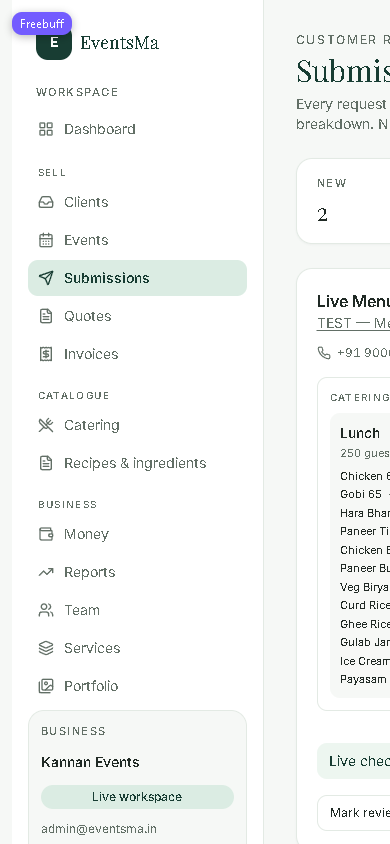 Freebuff
E
EventsMa
WORKSPACE
Dashboard
SELL
Clients
Events
Submissions
Quotes
Invoices
CATALOGUE
Catering
Recipes & ingredients
BUSINESS
Money
Reports
Team
Services
Portfolio
BUSINESS
Kannan Events
Live workspace
admin@eventsma.in
CUSTOMER R
Submis
Every request
breakdown. N
NEW
2
Live Menu
TEST — Me
+91 9000
CATERING
Lunch
250 gues
Chicken 6
Gobi 65
Hara Bhar
Paneer Ti
Chicken B
Paneer Bu
Veg Birya
Curd Rice
Ghee Rice
Gulab Jam
Ice Cream
Payasam
Live chec
Mark revie